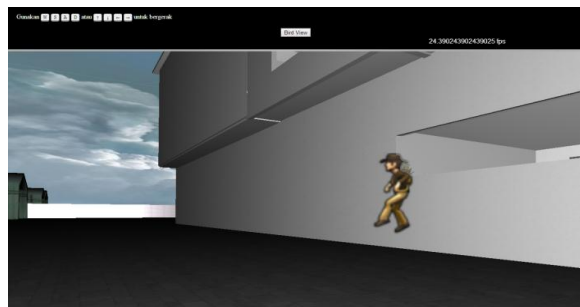 Gunakan W S A D atau ↑ ↓ ← → untuk bergerak
Bird View
24.390243902439025 fps